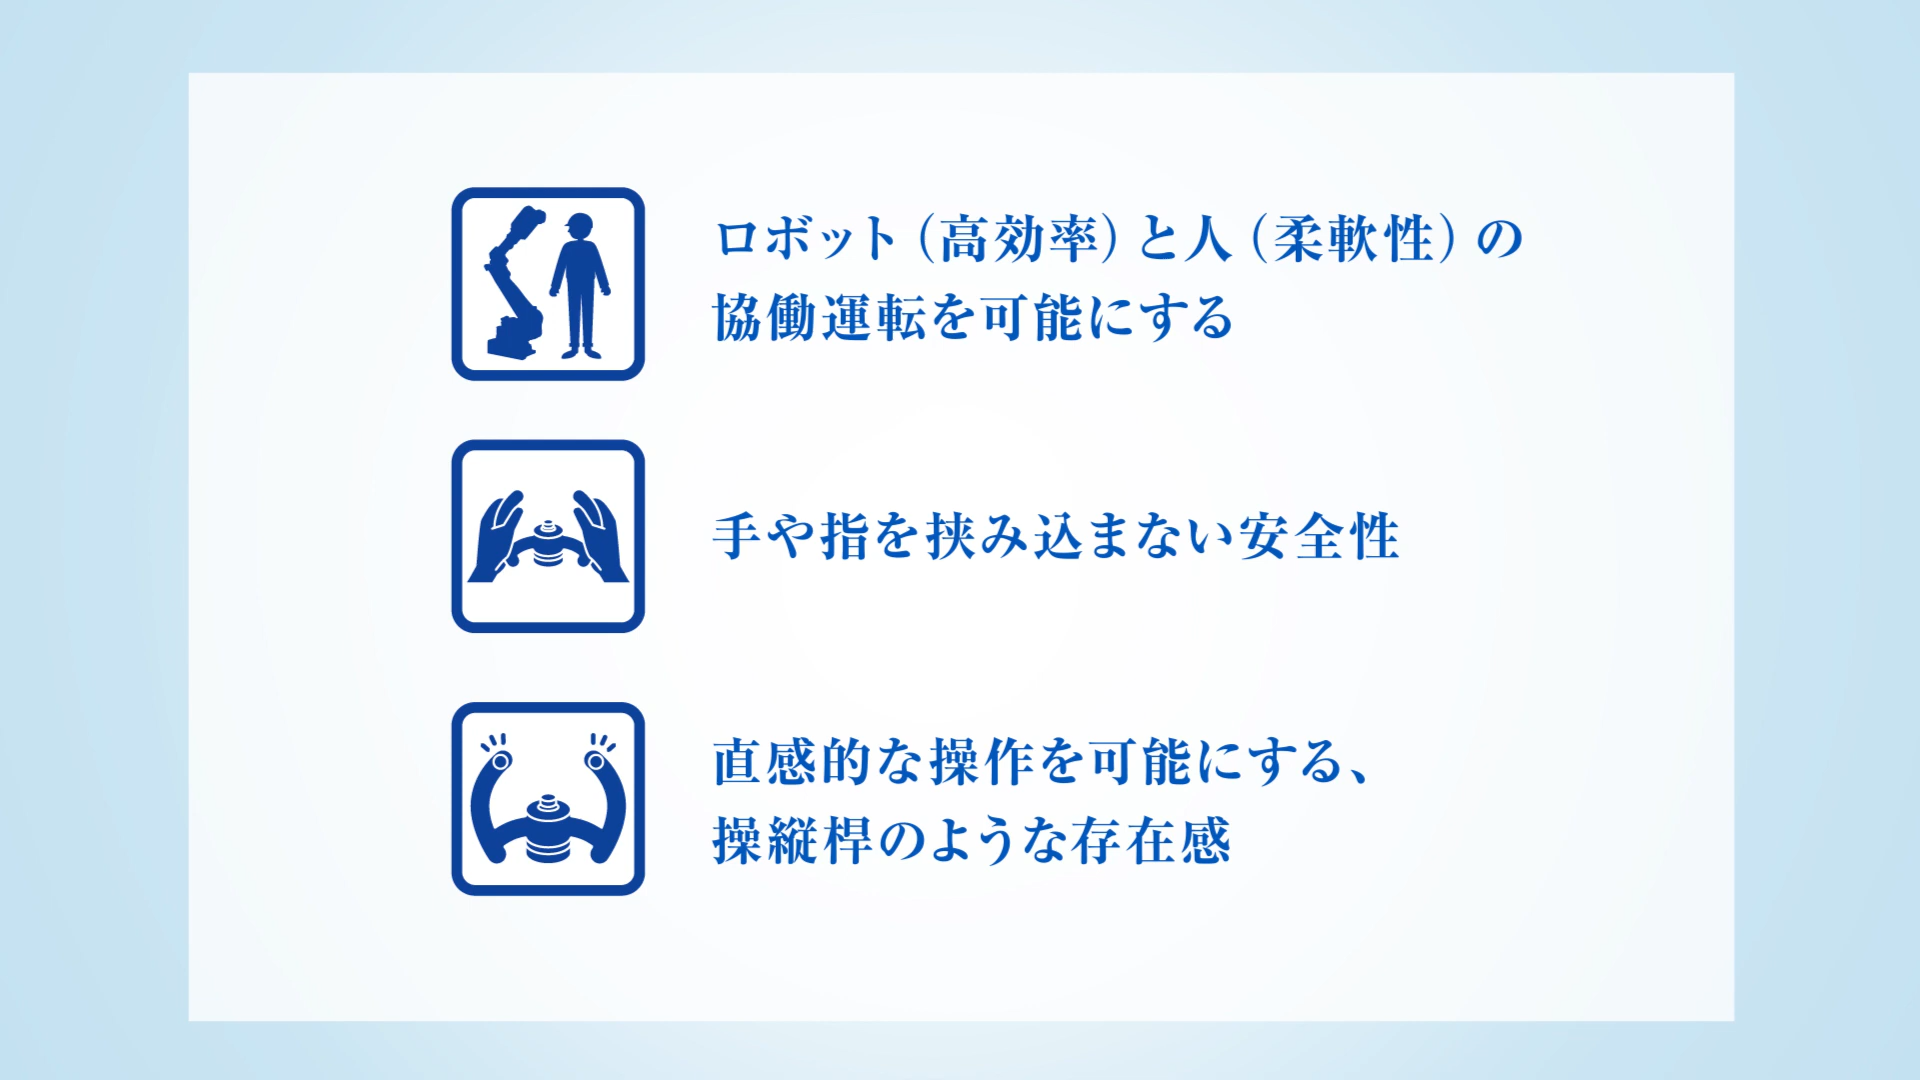 ロボット（高効率）と人（柔軟性）の
協働運転を可能にする
手や指を挟み込まない安全性
直感的な操作を可能にする、
操縦桿のような存在感